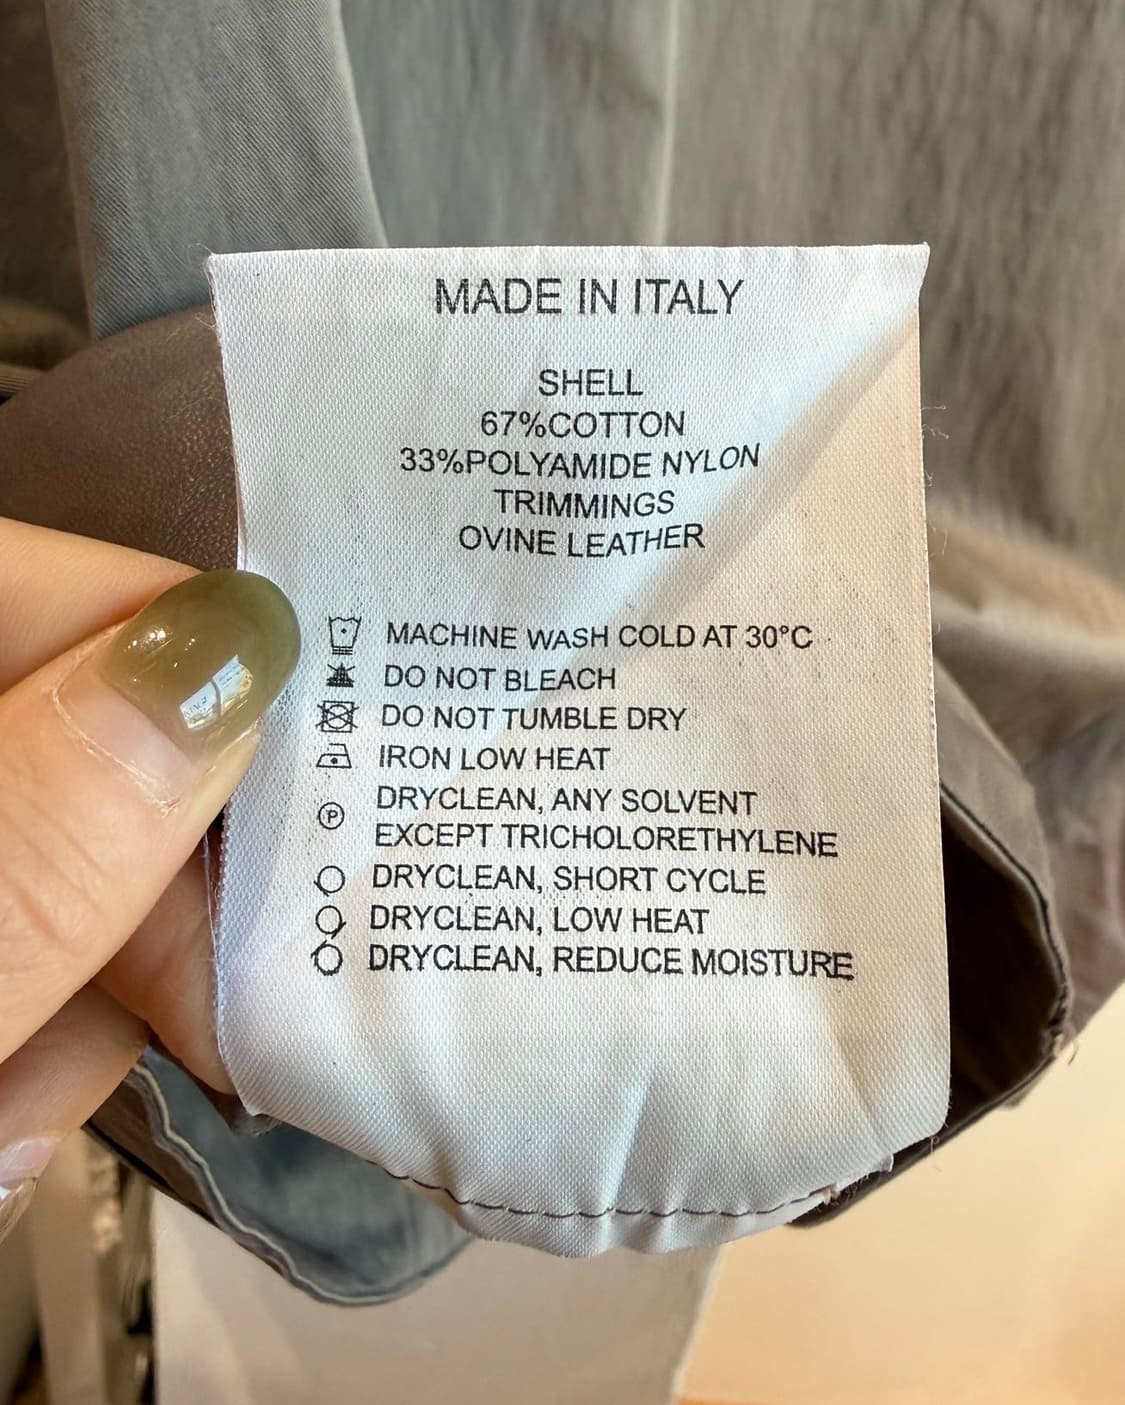 MADE IN ITALY
SHELL
67%COTTON
33%POLYAMIDE NYLON
TRIMMINGS
OVINE LEATHER
MACHINE WASH COLD AT 30°C
DO NOT BLEACH
DO NOT TUMBLE DRY
IRON LOW HEAT
P
DRYCLEAN, ANY SOLVENT
EXCEPT TRICHOLORETHYLENE
DRYCLEAN, SHORT CYCLE
DRYCLEAN, LOW HEAT
DRYCLEAN, REDUCE MOISTURE